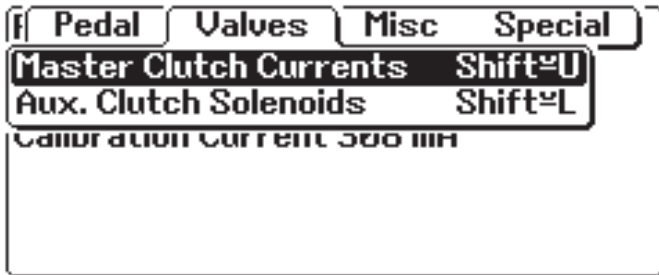 Pedal Valves Misc Special
Master Clutch Currents Shift≚U
Aux. Clutch Solenoids Shift≚L
Calibration Current mA